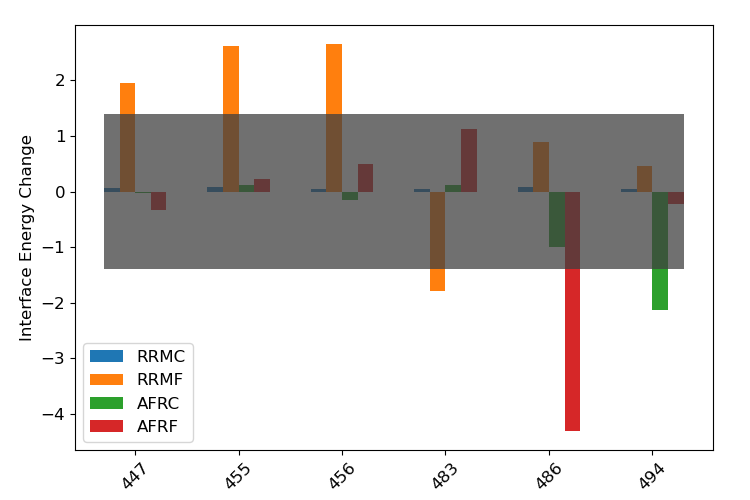 Interface Energy Change
2
1
0
−1
−2
−3
−4
RRMC
RRMF
AFRC
AFRF
447
455
456
483
486
494